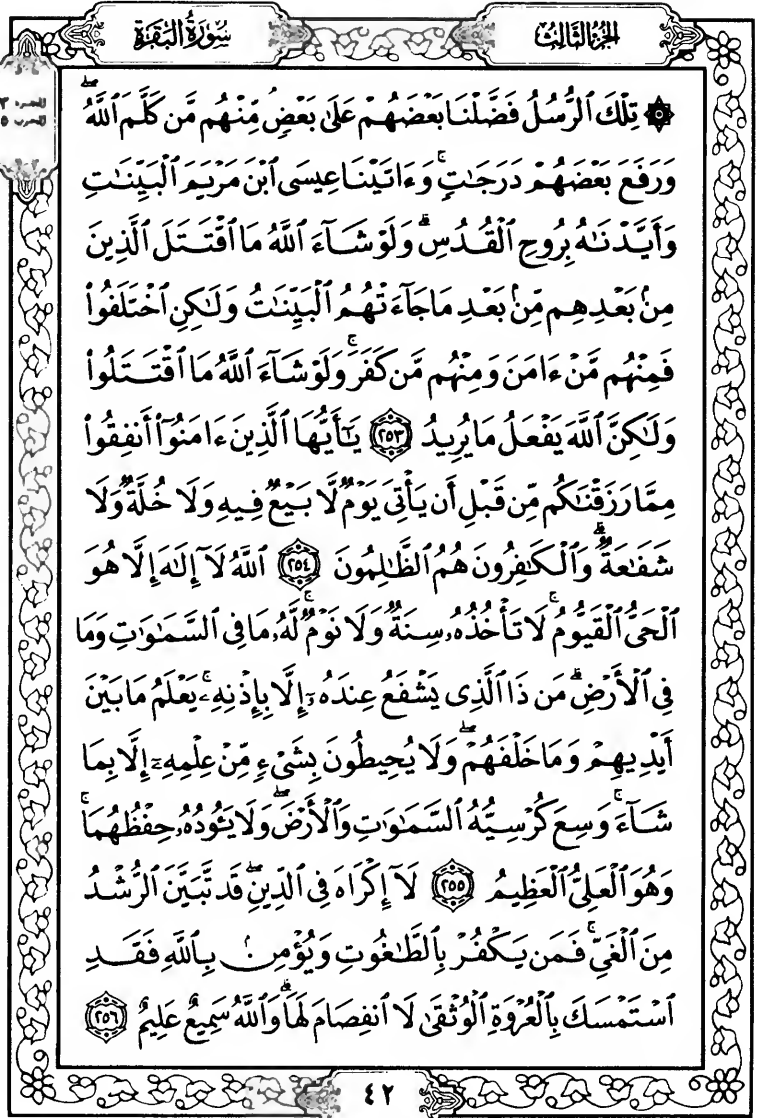 الجزء الثالث
سورة البقرة
۞ تِلْكَ ٱلرُّسُلُ فَضَّلْنَا بَعْضَهُمْ عَلَىٰ بَعْضٍۘ مِّنْهُم مَّن كَلَّمَ ٱللَّهُۖ
وَرَفَعَ بَعْضَهُمْ دَرَجَٰتٍۚ وَءَاتَيْنَا عِيسَى ٱبْنَ مَرْيَمَ ٱلْبَيِّنَٰتِ
وَأَيَّدْنَٰهُ بِرُوحِ ٱلْقُدُسِۗ وَلَوْ شَآءَ ٱللَّهُ مَا ٱقْتَتَلَ ٱلَّذِينَ
مِنۢ بَعْدِهِم مِّنۢ بَعْدِ مَا جَآءَتْهُمُ ٱلْبَيِّنَٰتُ وَلَٰكِنِ ٱخْتَلَفُوا۟
فَمِنْهُم مَّنْ ءَامَنَ وَمِنْهُم مَّن كَفَرَۚ وَلَوْ شَآءَ ٱللَّهُ مَا ٱقْتَتَلُوا۟
وَلَٰكِنَّ ٱللَّهَ يَفْعَلُ مَا يُرِيدُ ٢٥٣ يَٰٓأَيُّهَا ٱلَّذِينَ ءَامَنُوٓا۟ أَنفِقُوا۟
مِمَّا رَزَقْنَٰكُم مِّن قَبْلِ أَن يَأْتِىَ يَوْمٌ لَّا بَيْعٌ فِيهِ وَلَا خُلَّةٌ وَلَا
شَفَٰعَةٌۗ وَٱلْكَٰفِرُونَ هُمُ ٱلظَّٰلِمُونَ ٢٥٤ ٱللَّهُ لَآ إِلَٰهَ إِلَّا هُوَ
ٱلْحَىُّ ٱلْقَيُّومُۚ لَا تَأْخُذُهُۥ سِنَةٌ وَلَا نَوْمٌۚ لَّهُۥ مَا فِى ٱلسَّمَٰوَٰتِ وَمَا
فِى ٱلْأَرْضِۗ مَن ذَا ٱلَّذِى يَشْفَعُ عِندَهُۥٓ إِلَّا بِإِذْنِهِۦۚ يَعْلَمُ مَا بَيْنَ
أَيْدِيهِمْ وَمَا خَلْفَهُمْۖ وَلَا يُحِيطُونَ بِشَىْءٍ مِّنْ عِلْمِهِۦٓ إِلَّا بِمَا
شَآءَۚ وَسِعَ كُرْسِيُّهُ ٱلسَّمَٰوَٰتِ وَٱلْأَرْضَۖ وَلَا يَـُٔودُهُۥ حِفْظُهُمَاۚ
وَهُوَ ٱلْعَلِىُّ ٱلْعَظِيمُ ٢٥٥ لَآ إِكْرَاهَ فِى ٱلدِّينِۖ قَد تَّبَيَّنَ ٱلرُّشْدُ
مِنَ ٱلْغَىِّۚ فَمَن يَكْفُرْ بِٱلطَّٰغُوتِ وَيُؤْمِنۢ بِٱللَّهِ فَقَدِ
ٱسْتَمْسَكَ بِٱلْعُرْوَةِ ٱلْوُثْقَىٰ لَا ٱنفِصَامَ لَهَاۗ وَٱللَّهُ سَمِيعٌ عَلِيمٌ ٢٥٦
٤٢